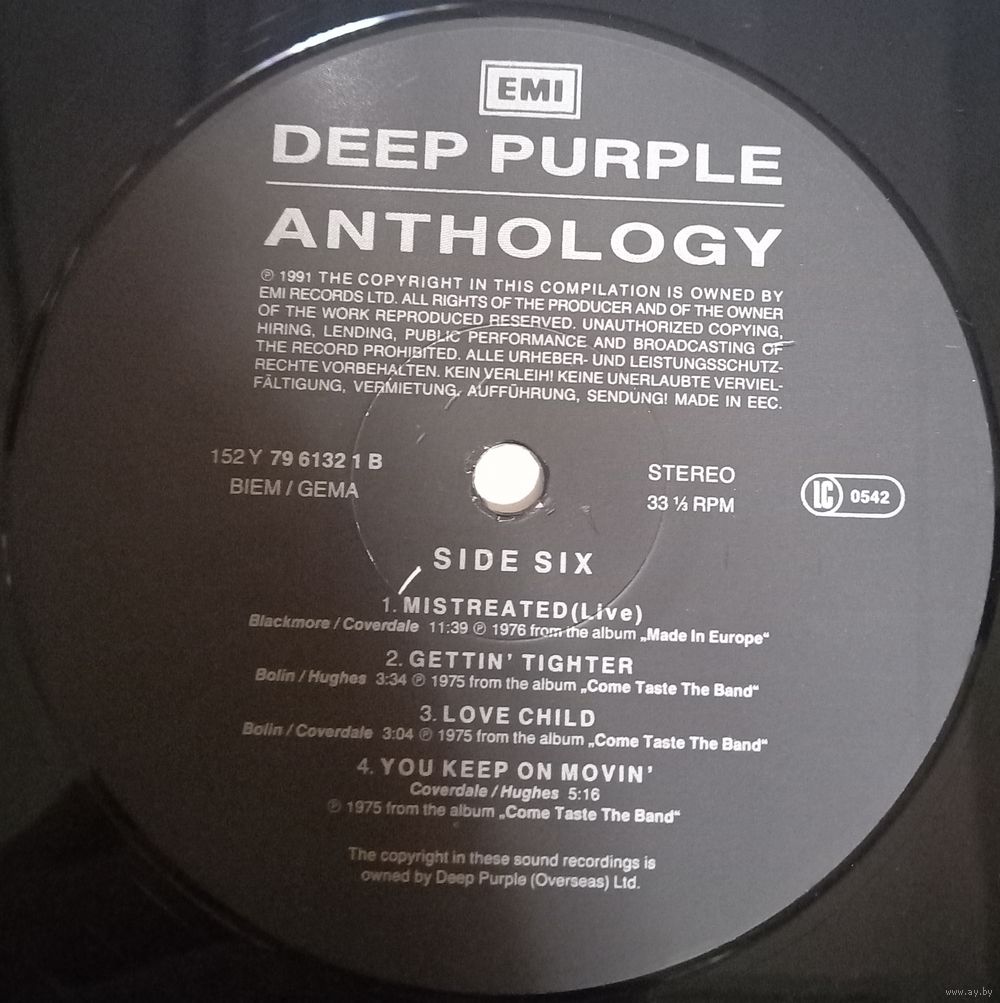 EMI
DEEP PURPLE
ANTHOLOGY
℗ 1991 THE COPYRIGHT IN THIS COMPILATION IS OWNED BY
EMI RECORDS LTD. ALL RIGHTS OF THE PRODUCER AND OF THE OWNER
OF THE WORK REPRODUCED RESERVED. UNAUTHORIZED COPYING,
HIRING, LENDING, PUBLIC PERFORMANCE AND BROADCASTING OF
THE RECORD PROHIBITED. ALLE URHEBER- UND LEISTUNGSSCHUTZ-
RECHTE VORBEHALTEN. KEIN VERLEIH! KEINE UNERLAUBTE VERVIEL-
FÄLTIGUNG, VERMIETUNG, AUFFÜHRUNG, SENDUNG! MADE IN EEC.
152 Y 79 6132 1 B
BIEM / GEMA
STEREO
33 ⅓ RPM
LC 0542
SIDE SIX
1. MISTREATED (Live)
Blackmore / Coverdale 11:39 ℗ 1976 from the album „Made In Europe“
2. GETTIN' TIGHTER
Bolin / Hughes 3:34 ℗ 1975 from the album „Come Taste The Band“
3. LOVE CHILD
Bolin / Coverdale 3:04 ℗ 1975 from the album „Come Taste The Band“
4. YOU KEEP ON MOVIN'
Coverdale / Hughes 5:16
℗ 1975 from the album „Come Taste The Band“
The copyright in these sound recordings is
owned by Deep Purple (Overseas) Ltd.
www.ay.by